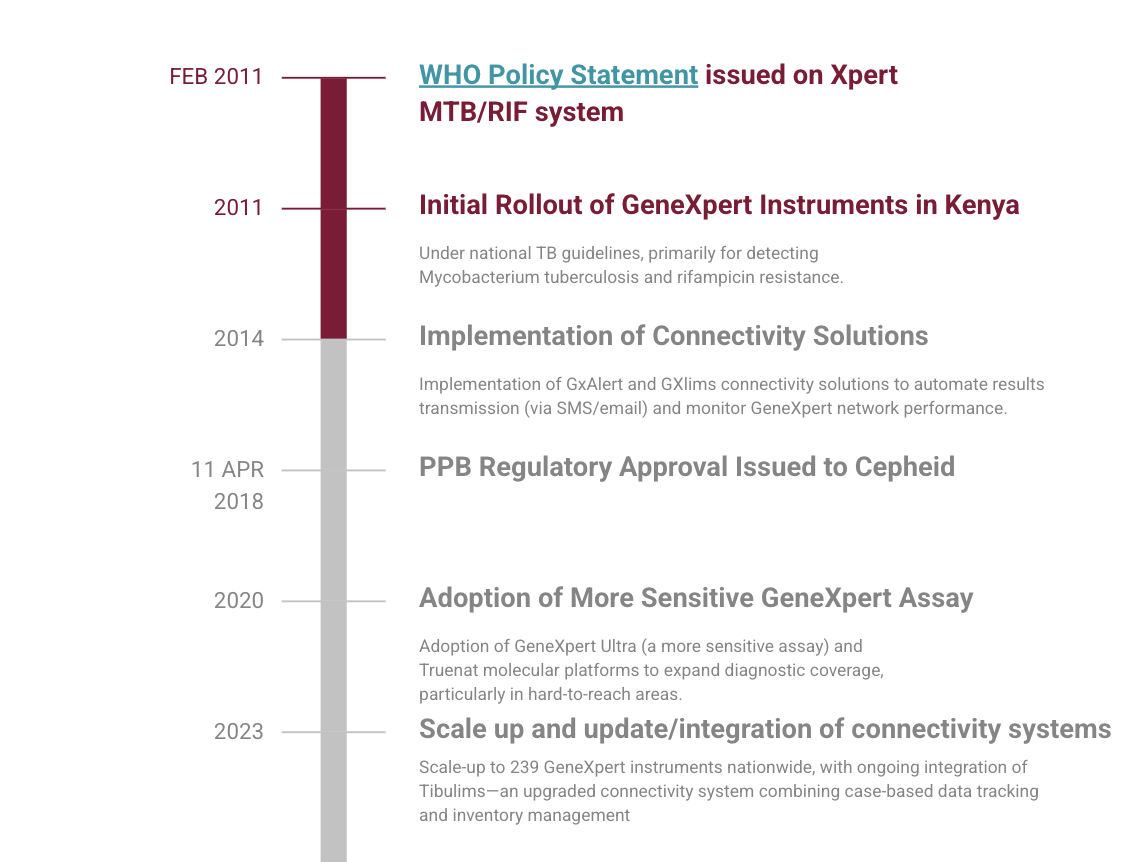 FEB 2011
WHO Policy Statement issued on Xpert
MTB/RIF system
2011
Initial Rollout of GeneXpert Instruments in Kenya
Under national TB guidelines, primarily for detecting
Mycobacterium tuberculosis and rifampicin resistance.
2014
Implementation of Connectivity Solutions
Implementation of GxAlert and GXlims connectivity solutions to automate results
transmission (via SMS/email) and monitor GeneXpert network performance.
11 APR
2018
PPB Regulatory Approval Issued to Cepheid
2020
Adoption of More Sensitive GeneXpert Assay
Adoption of GeneXpert Ultra (a more sensitive assay) and
Truenat molecular platforms to expand diagnostic coverage,
particularly in hard-to-reach areas.
2023
Scale up and update/integration of connectivity systems
Scale-up to 239 GeneXpert instruments nationwide, with ongoing integration of
Tibulims—an upgraded connectivity system combining case-based data tracking
and inventory management